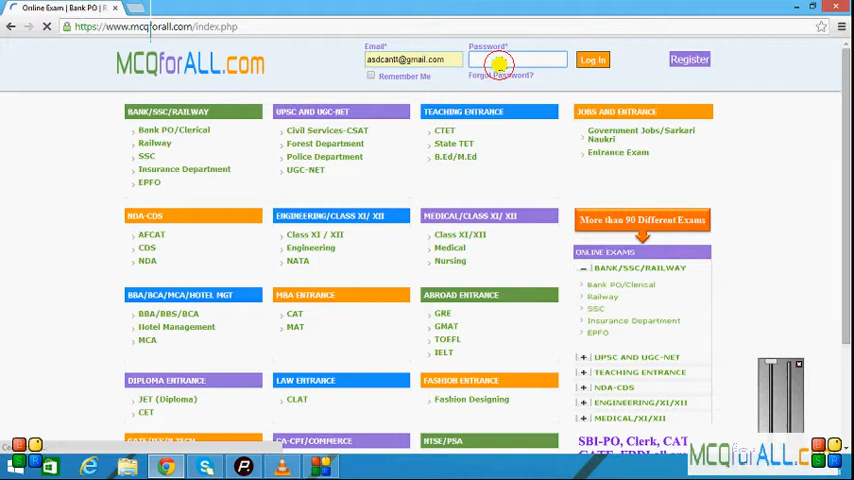 Online Exam | Bank PO | R
https://www.mcqforall.com/index.php
MCQforALL.com
Email*
Password*
asdcantt@gmail.com
Log In
Register
Remember Me
Forgot Password?
BANK/SSC/RAILWAY
Bank PO/Clerical
Railway
SSC
Insurance Department
EPFO
UPSC AND UGC-NET
Civil Services-CSAT
Forest Department
Police Department
UGC-NET
TEACHING ENTRANCE
CTET
State TET
B.Ed/M.Ed
JOBS AND ENTRANCE
Government Jobs/Sarkari
Naukri
Entrance Exam
NDA-CDS
AFCAT
CDS
NDA
ENGINEERING/CLASS XI/ XII
Class XI / XII
Engineering
NATA
MEDICAL/CLASS XI/ XII
Class XI/XII
Medical
Nursing
More than 90 Different Exams
ONLINE EXAMS
BANK/SSC/RAILWAY
Bank PO/Clerical
Railway
SSC
Insurance Department
EPFO
UPSC AND UGC-NET
TEACHING ENTRANCE
NDA-CDS
ENGINEERING/XI/XII
MEDICAL/XI/XII
BBA/BCA/MCA/HOTEL MGT
BBA/BBS/BCA
Hotel Management
MCA
MBA ENTRANCE
CAT
MAT
ABROAD ENTRANCE
GRE
GMAT
TOEFL
IELT
DIPLOMA ENTRANCE
JET (Diploma)
CET
LAW ENTRANCE
CLAT
FASHION ENTRANCE
Fashion Designing
GATE/IES/PL TECH
CA-CPT/COMMERCE
NTSE/PSA
SBI-PO, Clerk, CAT
MCQforALL.c